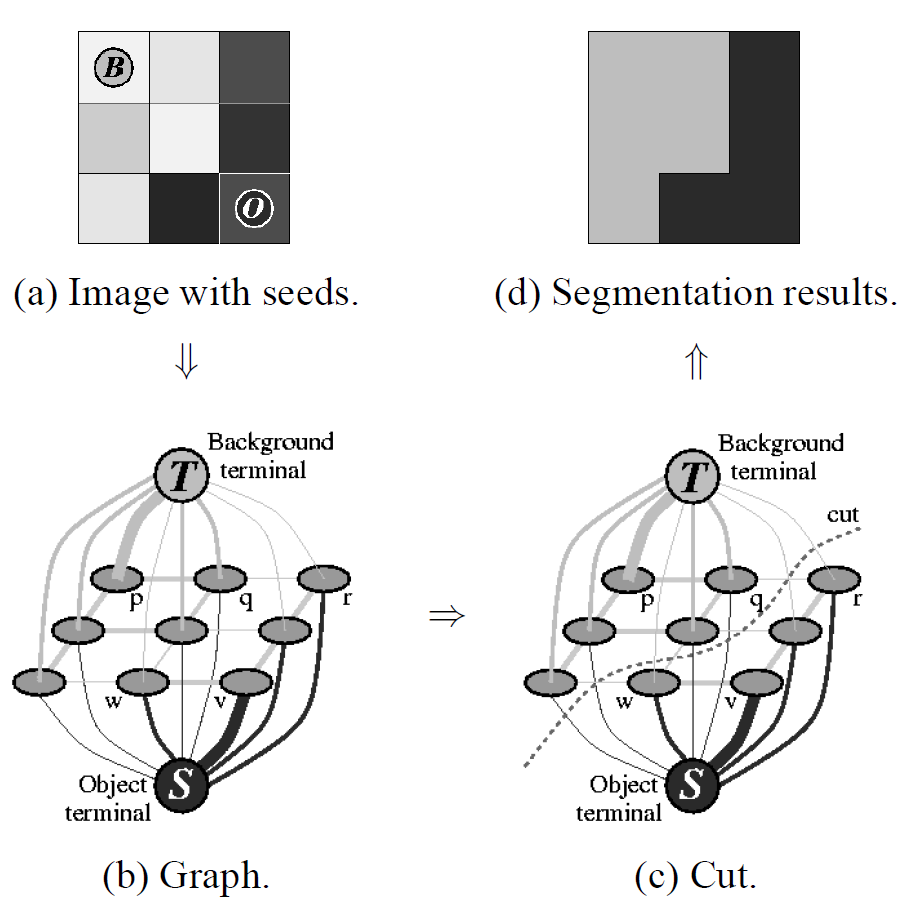 B
O
(a) Image with seeds.
(d) Segmentation results.
⇓
⇑
Background
terminal
T
p
q
r
w
v
S
Object
terminal
(b) Graph.
⇒
Background
terminal
T
cut
p
q
r
w
v
S
Object
terminal
(c) Cut.